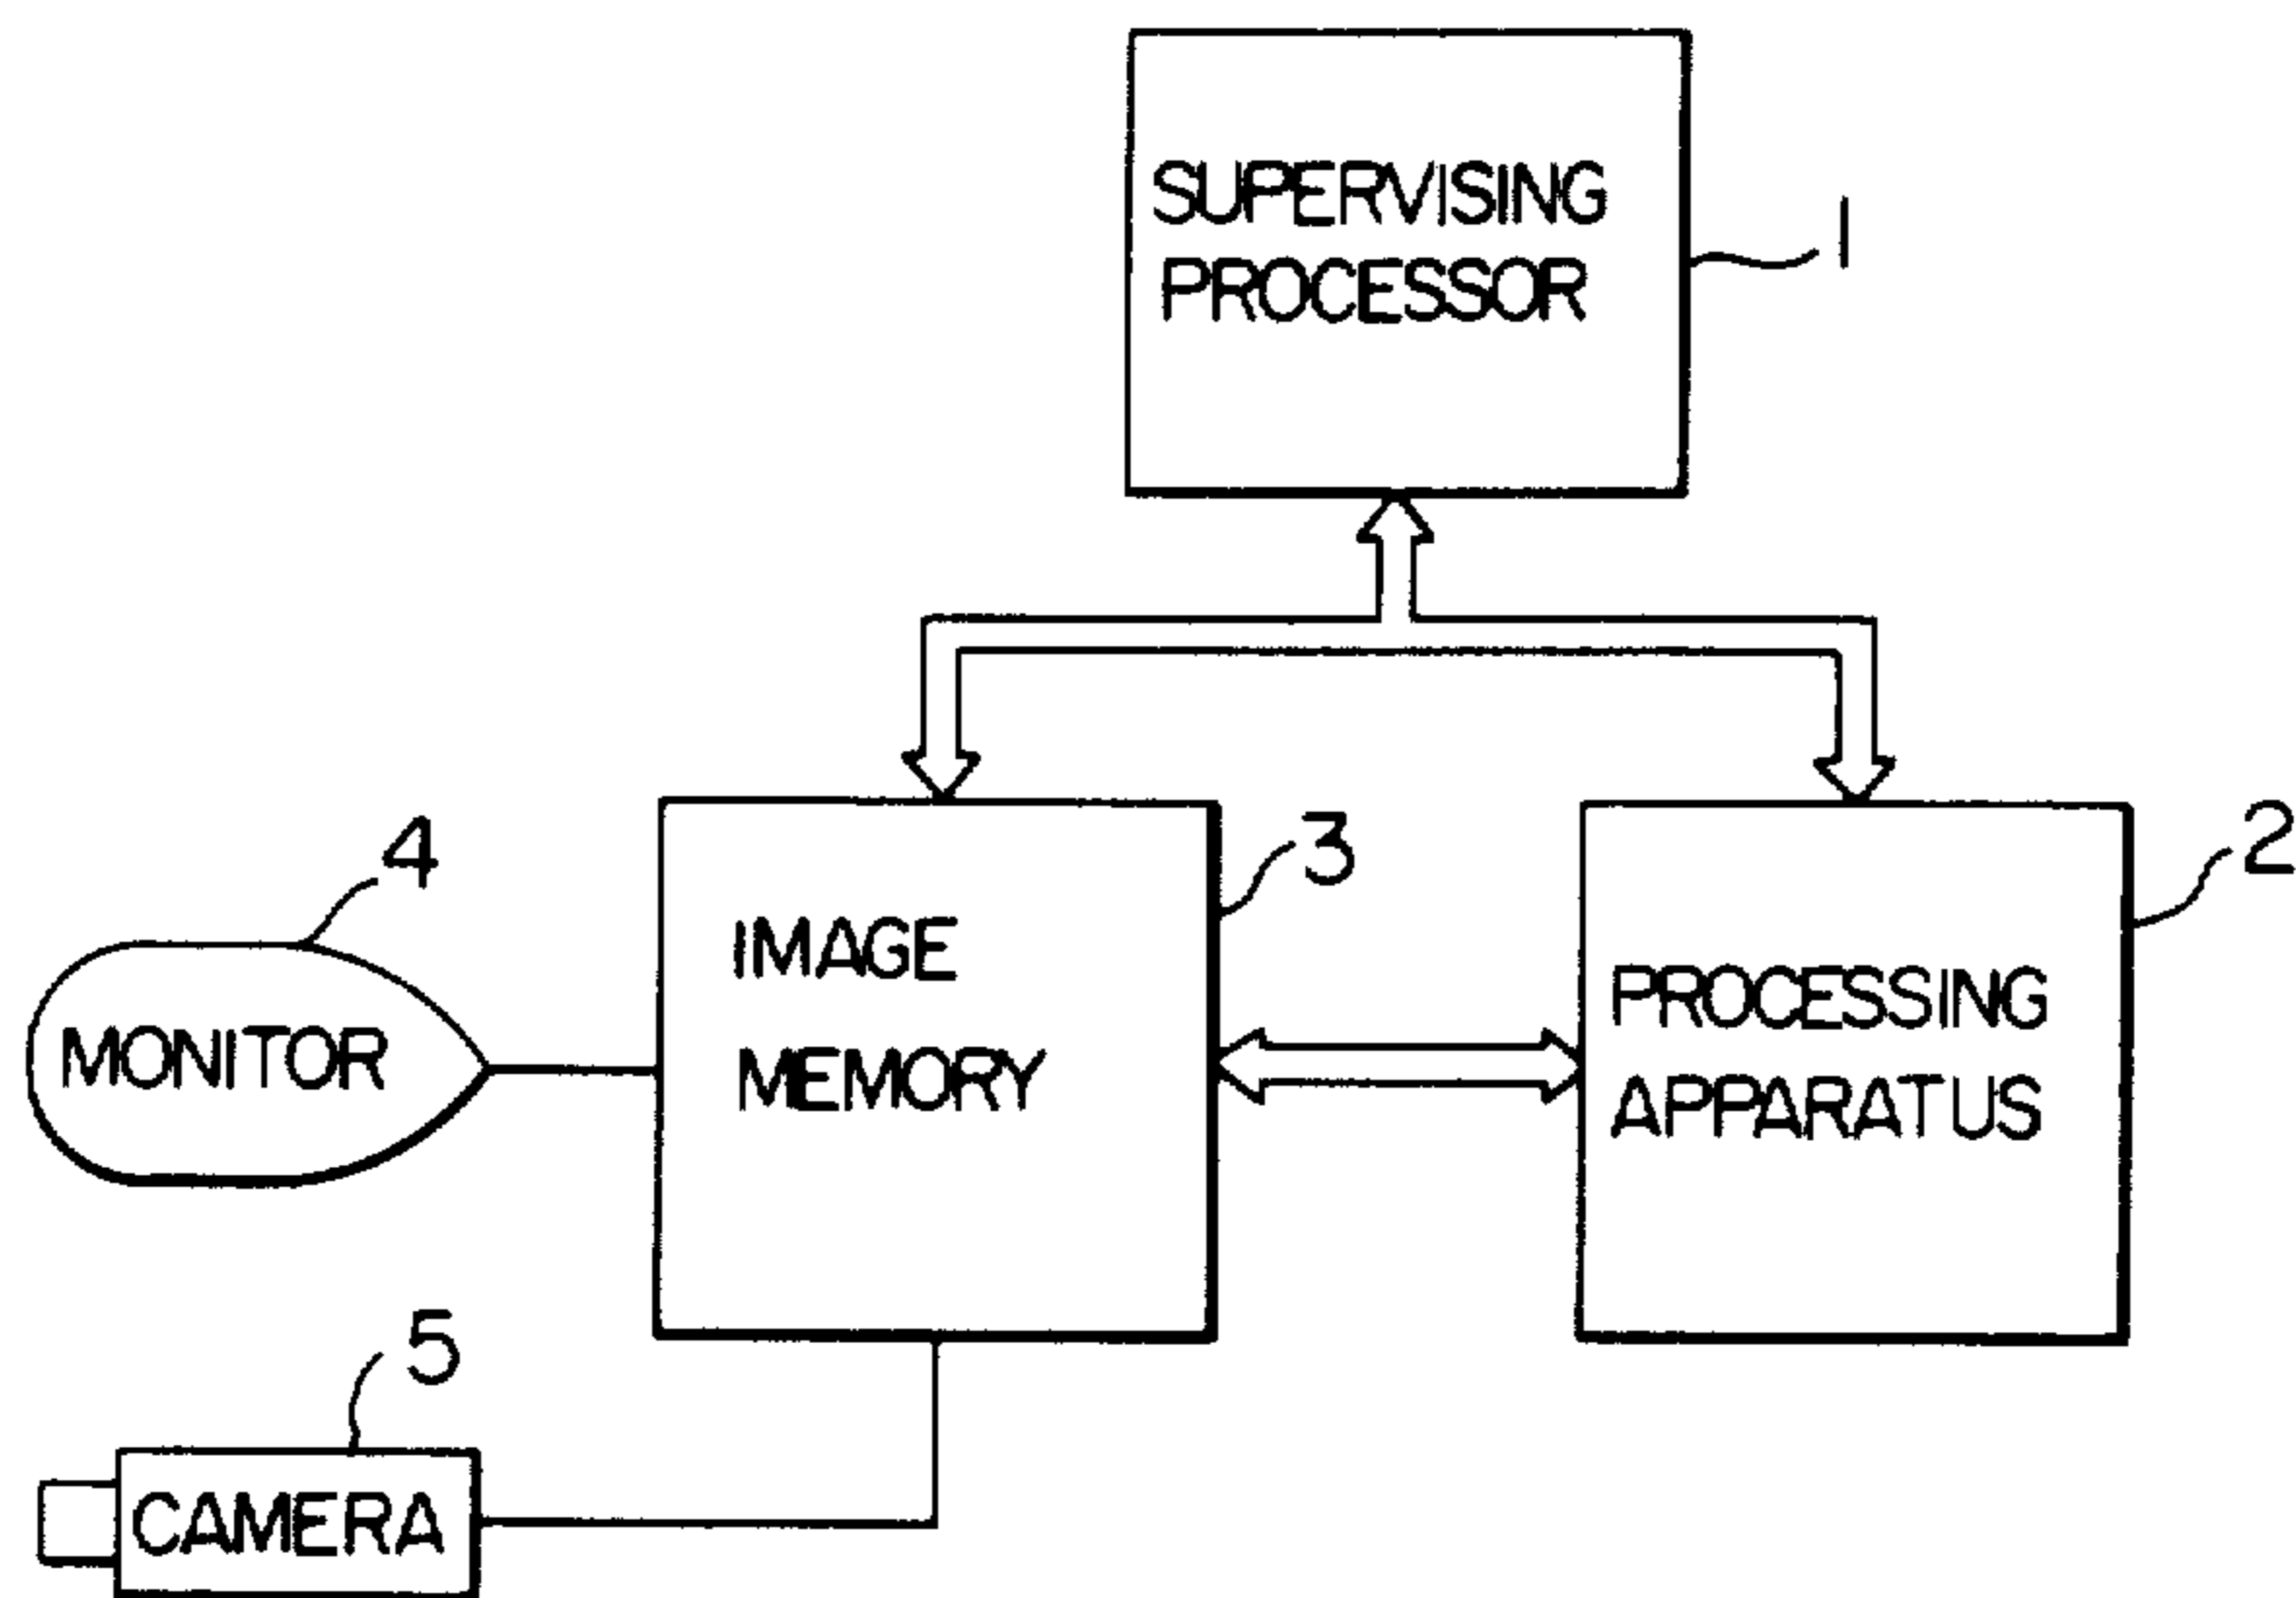 SUPERVISING
PROCESSOR
1
4
3
2
IMAGE
MEMORY
PROCESSING
APPARATUS
MONITOR
5
CAMERA